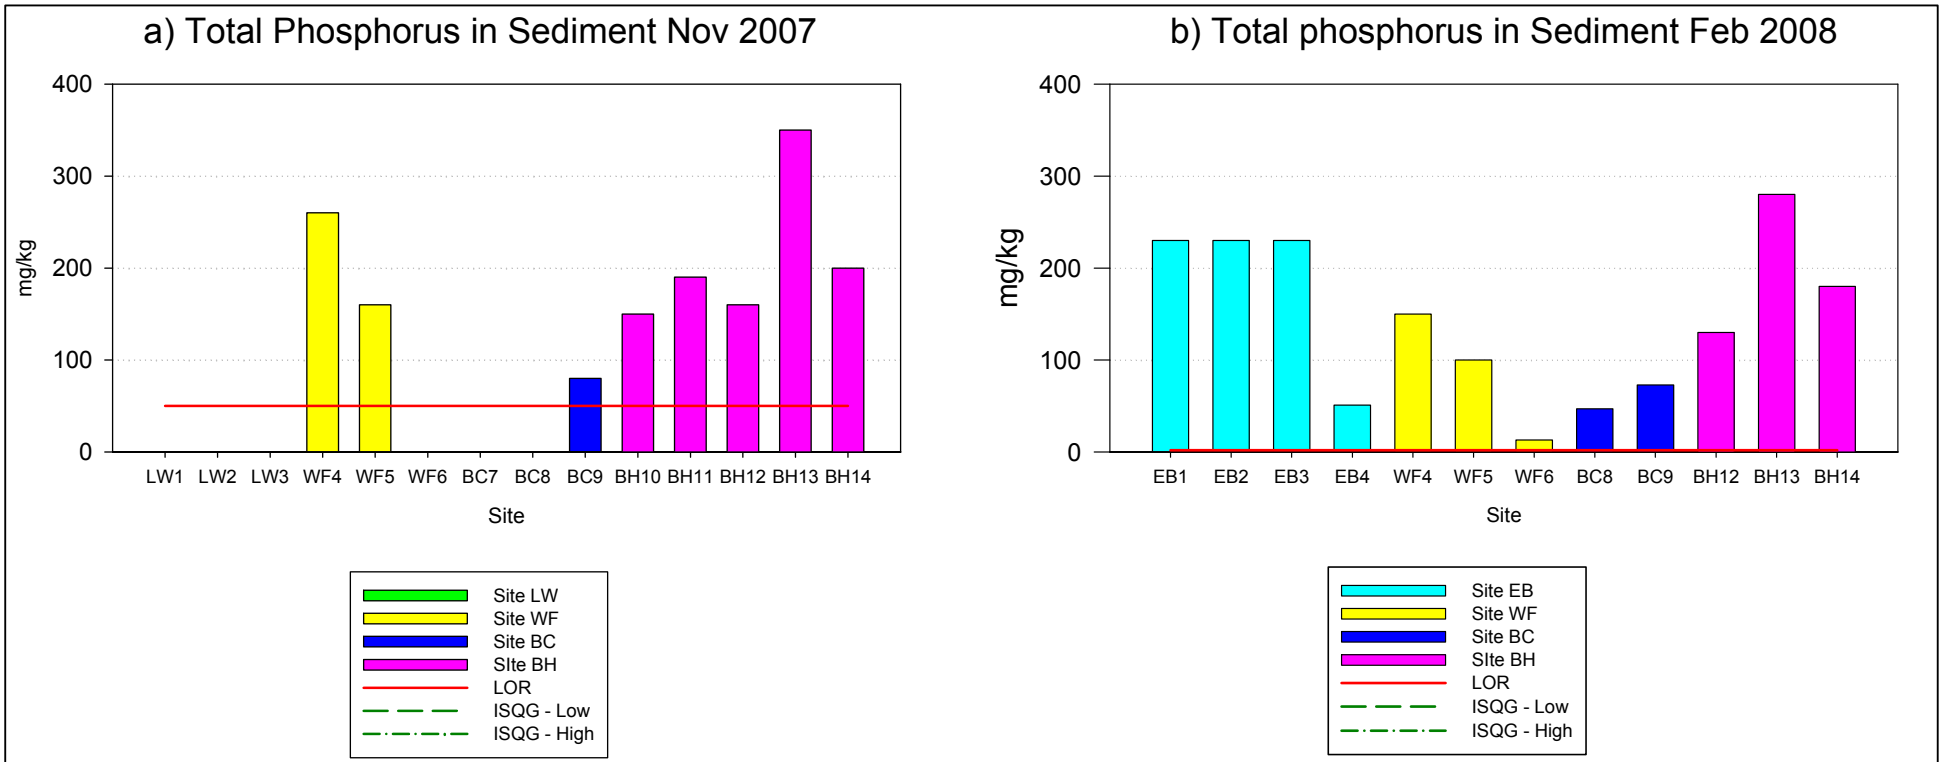 a) Total Phosphorus in Sediment Nov 2007
400
300
200
100
0
mg/kg
LW1 LW2 LW3 WF4 WF5 WF6 BC7 BC8 BC9 BH10 BH11 BH12 BH13 BH14
Site
Site LW
Site WF
Site BC
SIte BH
LOR
ISQG - Low
ISQG - High
b) Total phosphorus in Sediment Feb 2008
400
300
200
100
0
mg/kg
EB1 EB2 EB3 EB4 WF4 WF5 WF6 BC8 BC9 BH12 BH13 BH14
Site
Site EB
Site WF
Site BC
SIte BH
LOR
ISQG - Low
ISQG - High